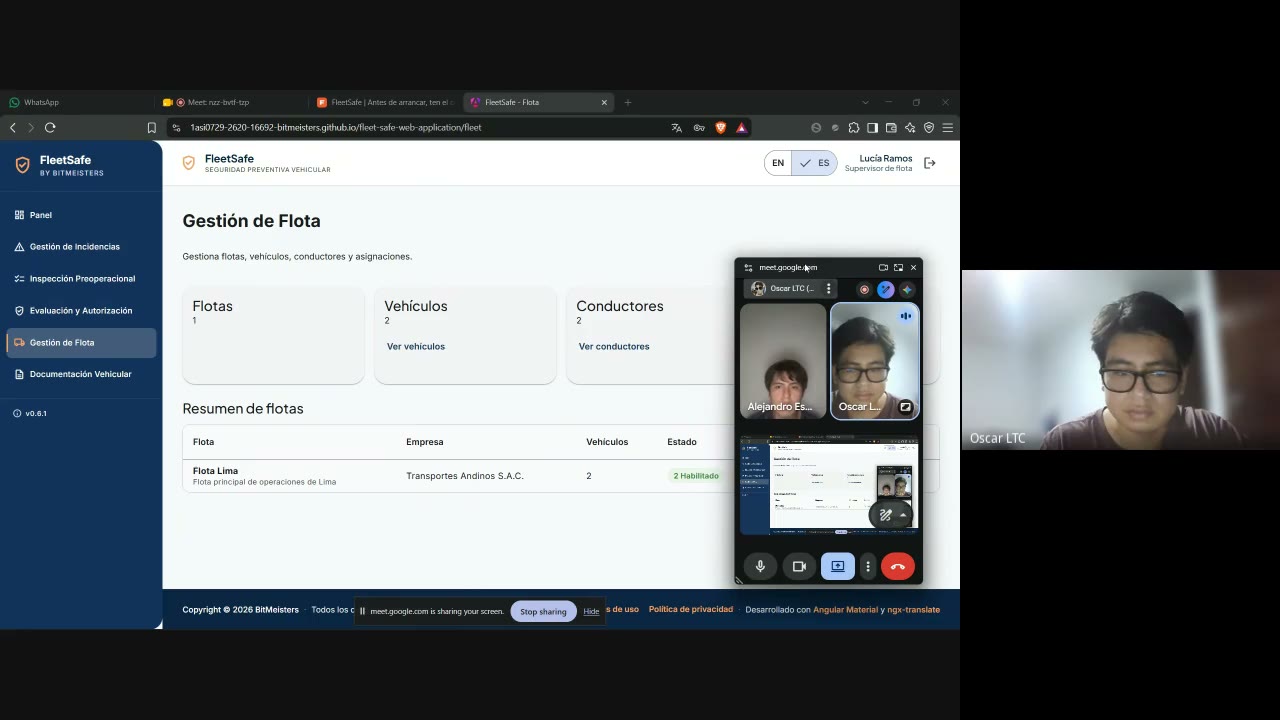 WhatsApp
Meet: nzz-bvtf-tzp
FleetSafe | Antes de arrancar, ten el c
FleetSafe - Flota
1asi0729-2620-16692-bitmeisters.github.io/fleet-safe-web-application/fleet
FleetSafe
BY BITMEISTERS
FleetSafe
SEGURIDAD PREVENTIVA VEHICULAR
EN
ES
Lucía Ramos
Supervisor de flota
Panel
Gestión de Incidencias
Inspección Preoperacional
Evaluación y Autorización
Gestión de Flota
Documentación Vehicular
v0.6.1
Gestión de Flota
Gestiona flotas, vehículos, conductores y asignaciones.
Flotas
1
Vehículos
2
Ver vehículos
Conductores
2
Ver conductores
Resumen de flotas
Flota
Empresa
Vehículos
Estado
Flota Lima
Flota principal de operaciones de Lima
Transportes Andinos S.A.C.
2
2 Habilitado
meet.google.com
Oscar LTC (...
Alejandro Es...
Oscar L...
Copyright © 2026 BitMeisters · Todos los d
meet.google.com is sharing your screen.
Stop sharing
Hide
s de uso
Política de privacidad · Desarrollado con Angular Material y ngx-translate
Oscar LTC